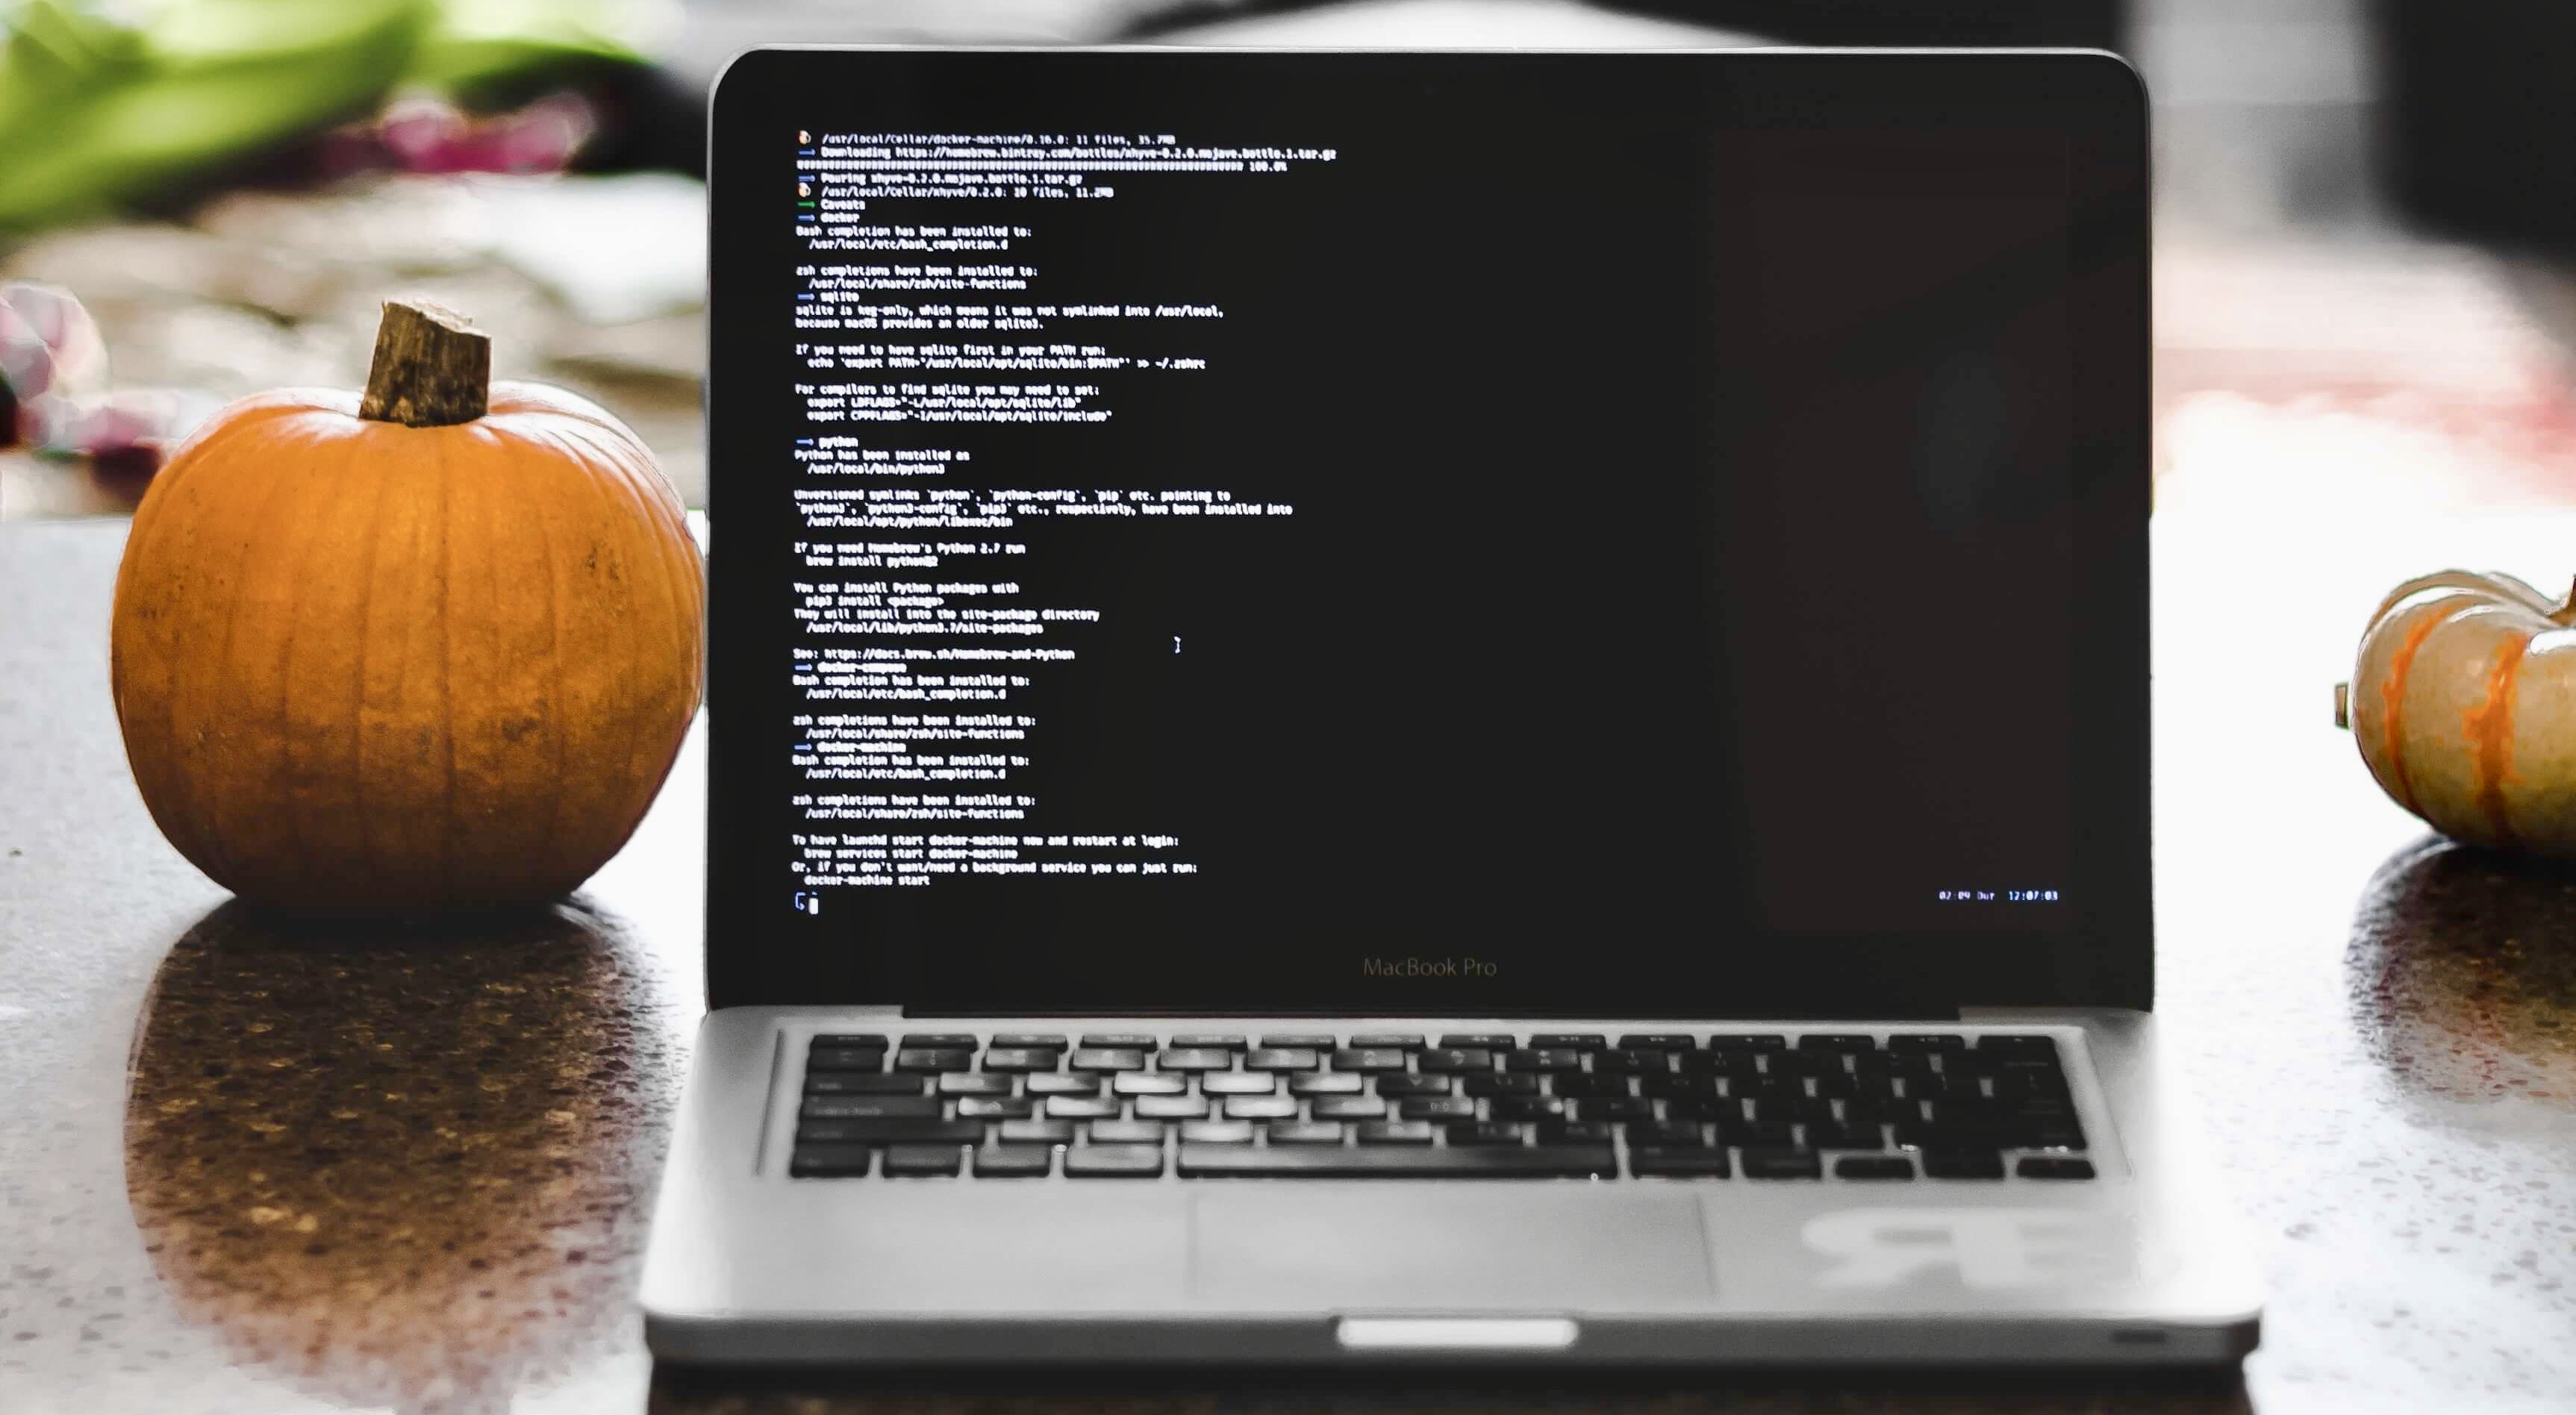 /usr/local/Cellar/docker-machine/0.16.0: 11 files, 35.7MB
Downloading https://homebrew.bintray.com/bottles/xhyve-0.2.0.mojave.bottle.1.tar.gz
######################################################################## 100.0%
Pouring xhyve-0.2.0.mojave.bottle.1.tar.gz
/usr/local/Cellar/xhyve/0.2.0: 10 files, 11.2MB
Caveats
docker
Bash completion has been installed to:
/usr/local/etc/bash_completion.d
zsh completions have been installed to:
/usr/local/share/zsh/site-functions
sqlite
sqlite is keg-only, which means it was not symlinked into /usr/local,
because macOS provides an older sqlite3.
If you need to have sqlite first in your PATH run:
echo 'export PATH="/usr/local/opt/sqlite/bin:$PATH"' >> ~/.zshrc
For compilers to find sqlite you may need to set:
export LDFLAGS="-L/usr/local/opt/sqlite/lib"
export CPPFLAGS="-I/usr/local/opt/sqlite/include"
python
Python has been installed as
/usr/local/bin/python3
Unversioned symlinks `python`, `python-config`, `pip` etc. pointing to
`python3`, `python3-config`, `pip3` etc., respectively, have been installed into
/usr/local/opt/python/libexec/bin
If you need Homebrew's Python 2.7 run
brew install python@2
You can install Python packages with
pip3 install <package>
They will install into the site-package directory
/usr/local/lib/python3.7/site-packages
See: https://docs.brew.sh/Homebrew-and-Python
docker-compose
Bash completion has been installed to:
/usr/local/etc/bash_completion.d
zsh completions have been installed to:
/usr/local/share/zsh/site-functions
docker-machine
Bash completion has been installed to:
/usr/local/etc/bash_completion.d
zsh completions have been installed to:
/usr/local/share/zsh/site-functions
To have launchd start docker-machine now and restart at login:
brew services start docker-machine
Or, if you don't want/need a background service you can just run:
docker-machine start
12:07:03
MacBook Pro